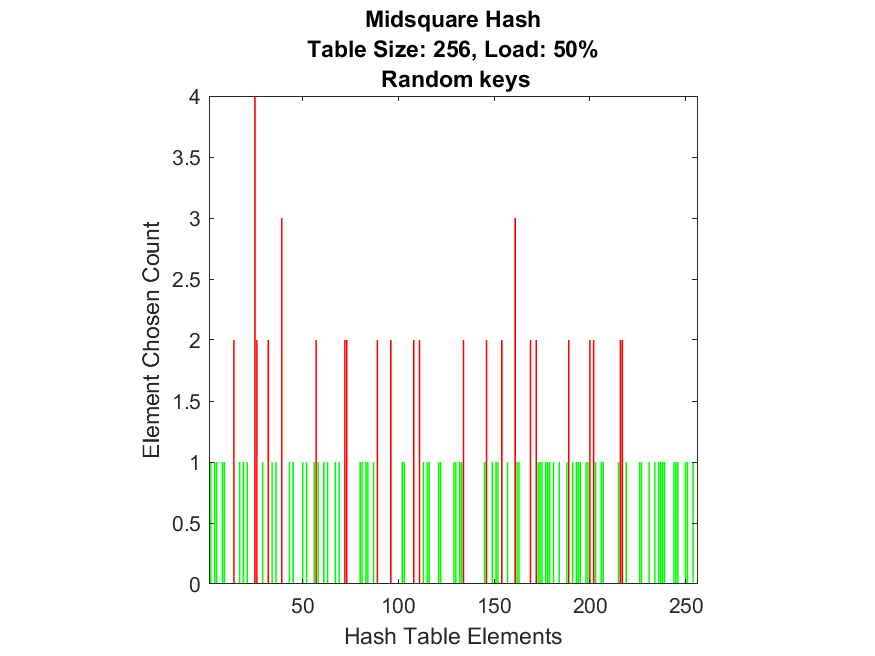 Midsquare Hash
Table Size: 256, Load: 50%
Random keys
4
3.5
3
2.5
2
1.5
1
0.5
0
Element Chosen Count
50
100
150
200
250
Hash Table Elements